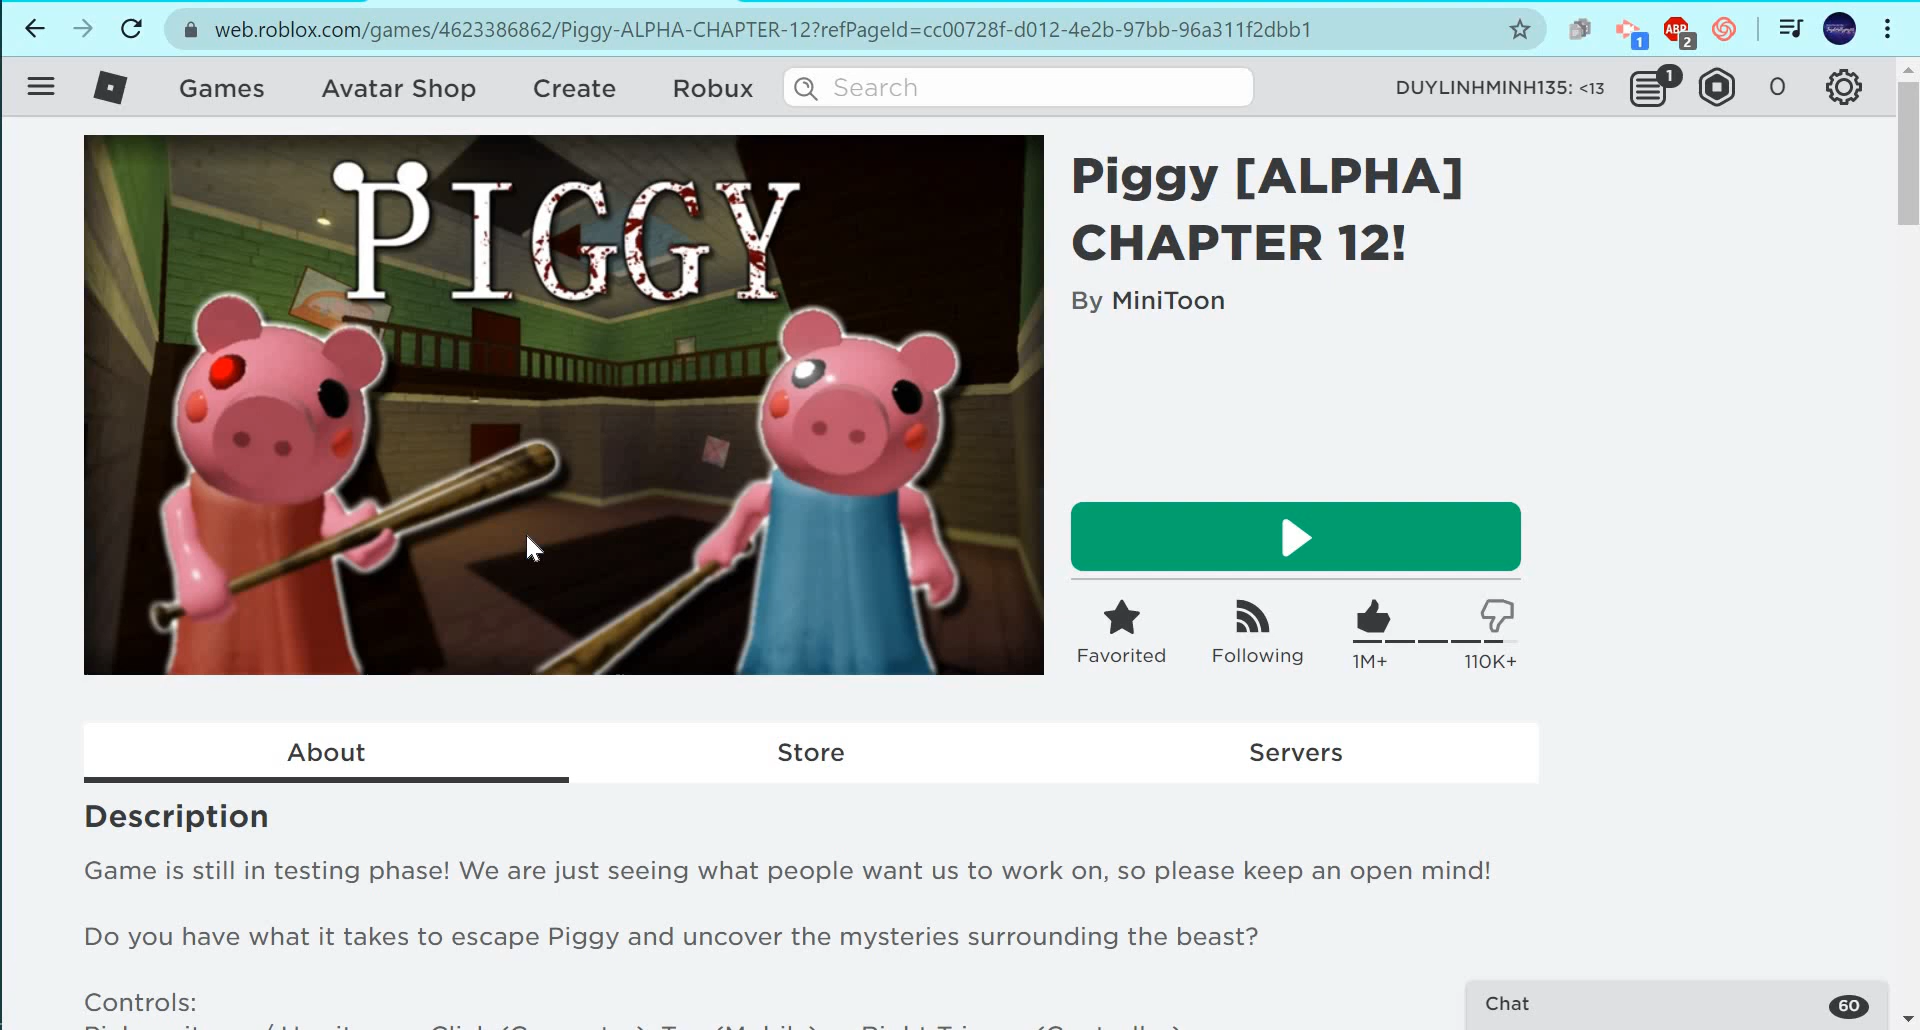 web.roblox.com/games/4623386862/Piggy-ALPHA-CHAPTER-12?refPageId=cc00728f-d012-4e2b-97bb-96a311f2dbb1
1
ABP
2
Games
Avatar Shop
Create
Robux
Search
DUYLINHMINH135: <13
1
0
PIGGY
Piggy [ALPHA]
CHAPTER 12!
By MiniToon
Favorited
Following
1M+
110K+
About
Store
Servers
Description
Game is still in testing phase! We are just seeing what people want us to work on, so please keep an open mind!
Do you have what it takes to escape Piggy and uncover the mysteries surrounding the beast?
Controls:
Chat
60